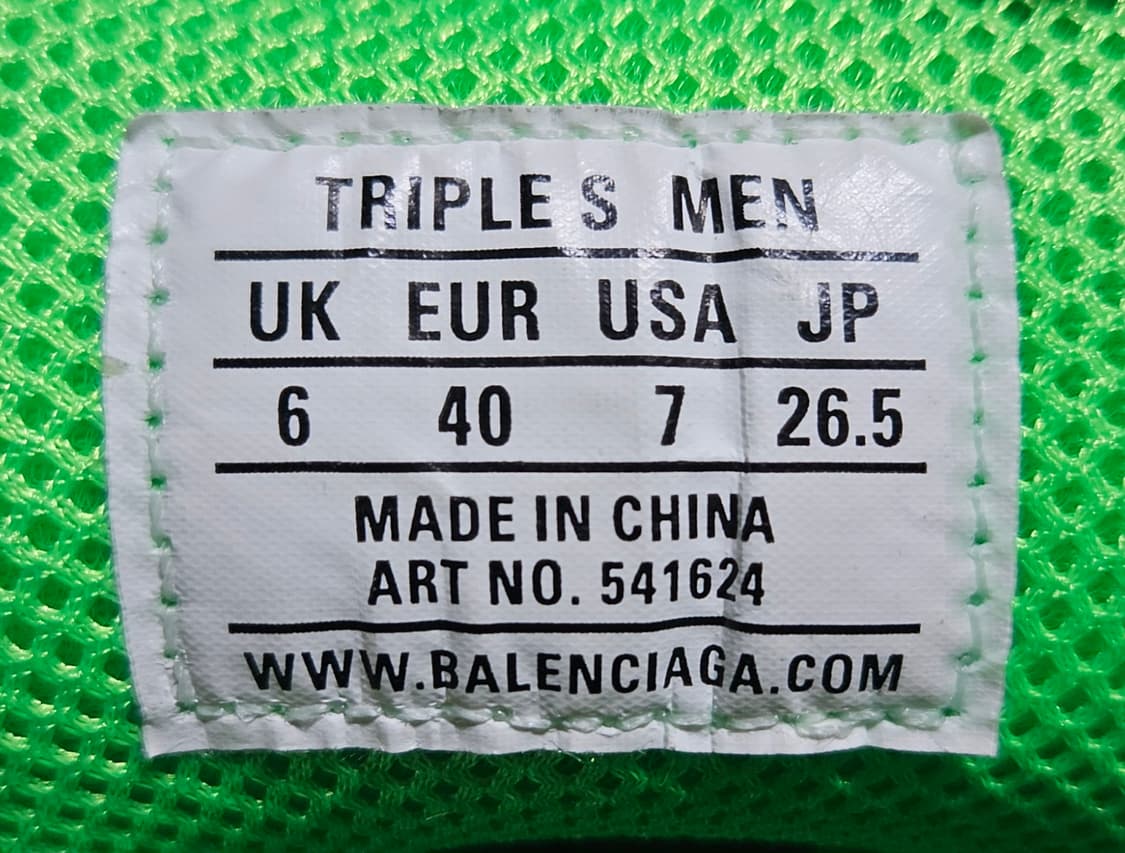 TRIPLE S MEN
UK EUR USA JP
6 40 7 26.5
MADE IN CHINA
ART NO. 541624
WWW.BALENCIAGA.COM